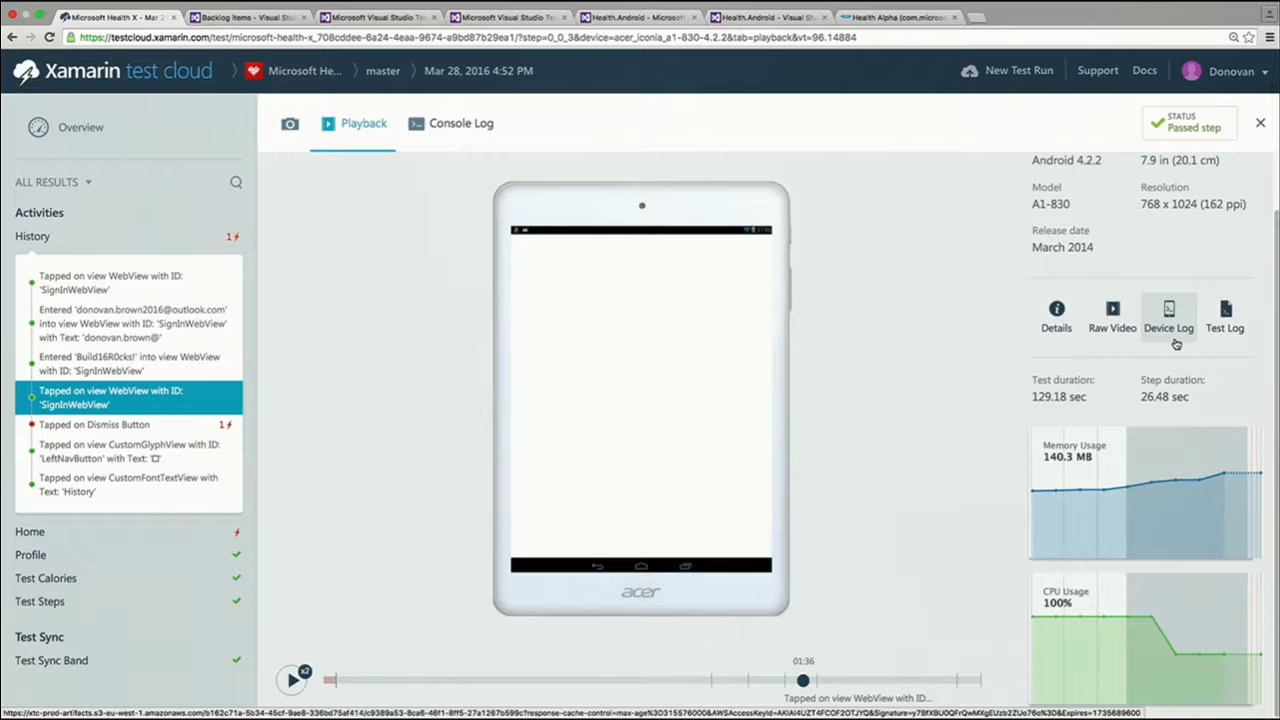 Microsoft Health X - Mar 2
Backlog items - Visual Stud
Microsoft Visual Studio Tea
Microsoft Visual Studio Tea
Health.Android - Microsoft
Health.Android - Visual St
Health Alpha (com.micros
https://testcloud.xamarin.com/test/microsoft-health-x_708cddee-6a24-4eaa-9674-a9bd87b27ea1/?step=0_0_3&device=acer_iconia_a1-830-4.2.2&tab=playback&vt=96.14884
Xamarin test cloud
Microsoft He...
master
Mar 28, 2016 4:52 PM
New Test Run
Support
Docs
Donovan
Overview
ALL RESULTS
Activities
History
1
Tapped on view WebView with ID:
'SignInWebView'
Entered 'donovan.brown2016@outlook.com'
into view WebView with ID: 'SignInWebView'
with Text: 'donovan.brown@'
Entered 'Build16R0cks!' into view WebView
with ID: 'SignInWebView'
Tapped on view WebView with ID:
'SignInWebView'
Tapped on Dismiss Button
1
Tapped on view CustomGlyphView with ID:
'LeftNavButton' with Text: '☐'
Tapped on view CustomFontTextView with
Text: 'History'
Home
Profile
Test Calories
Test Steps
Test Sync
Test Sync Band
Playback
Console Log
STATUS
Passed step
acer
x2
01:36
Tapped on view WebView with ID...
Android 4.2.2
7.9 in (20.1 cm)
Model
A1-830
Resolution
768 x 1024 (162 ppi)
Release date
March 2014
Details
Raw Video
Device Log
Test Log
Test duration:
129.18 sec
Step duration:
26.48 sec
Memory Usage
140.3 MB
CPU Usage
100%